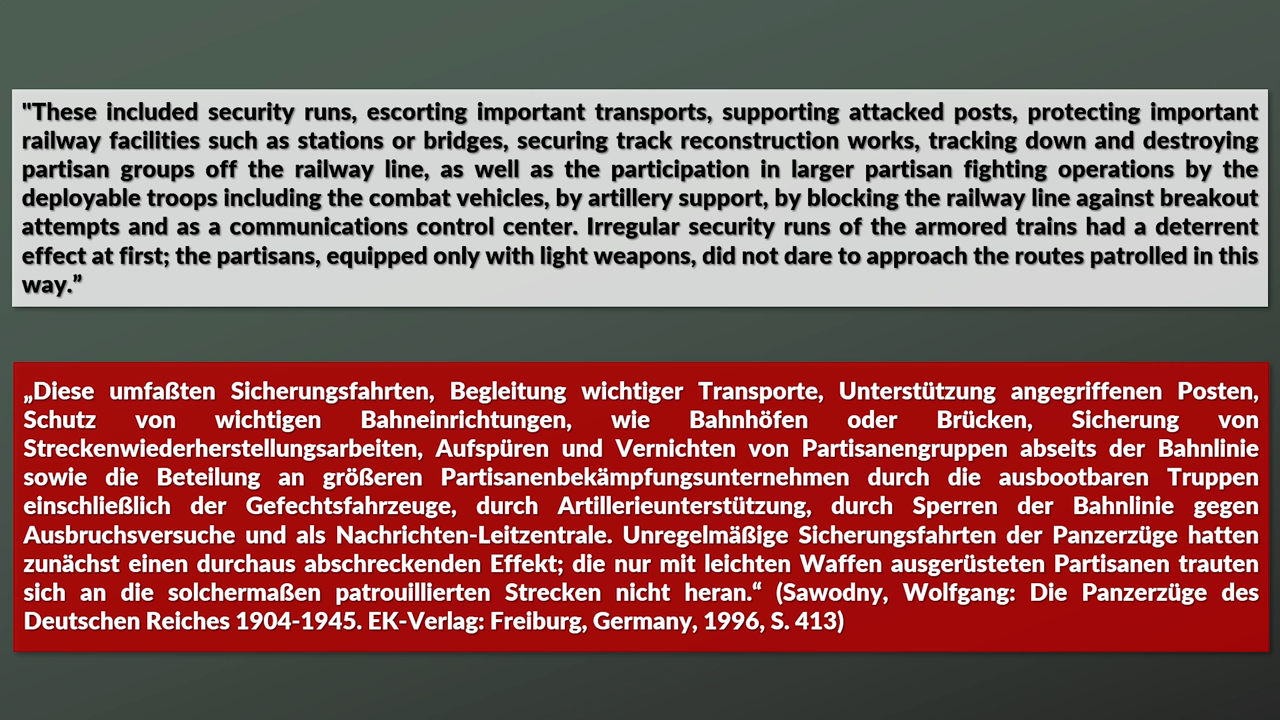 "These included security runs, escorting important transports, supporting attacked posts, protecting important
railway facilities such as stations or bridges, securing track reconstruction works, tracking down and destroying
partisan groups off the railway line, as well as the participation in larger partisan fighting operations by the
deployable troops including the combat vehicles, by artillery support, by blocking the railway line against breakout
attempts and as a communications control center. Irregular security runs of the armored trains had a deterrent
effect at first; the partisans, equipped only with light weapons, did not dare to approach the routes patrolled in this
way.”
„Diese umfaßten Sicherungsfahrten, Begleitung wichtiger Transporte, Unterstützung angegriffenen Posten,
Schutz von wichtigen Bahneinrichtungen, wie Bahnhöfen oder Brücken, Sicherung von
Streckenwiederherstellungsarbeiten, Aufspüren und Vernichten von Partisanengruppen abseits der Bahnlinie
sowie die Beteilung an größeren Partisanenbekämpfungsunternehmen durch die ausbootbaren Truppen
einschließlich der Gefechtsfahrzeuge, durch Artillerieunterstützung, durch Sperren der Bahnlinie gegen
Ausbruchsversuche und als Nachrichten-Leitzentrale. Unregelmäßige Sicherungsfahrten der Panzerzüge hatten
zunächst einen durchaus abschreckenden Effekt; die nur mit leichten Waffen ausgerüsteten Partisanen trauten
sich an die solchermaßen patrouillierten Strecken nicht heran.“ (Sawodny, Wolfgang: Die Panzerzüge des
Deutschen Reiches 1904-1945. EK-Verlag: Freiburg, Germany, 1996, S. 413)